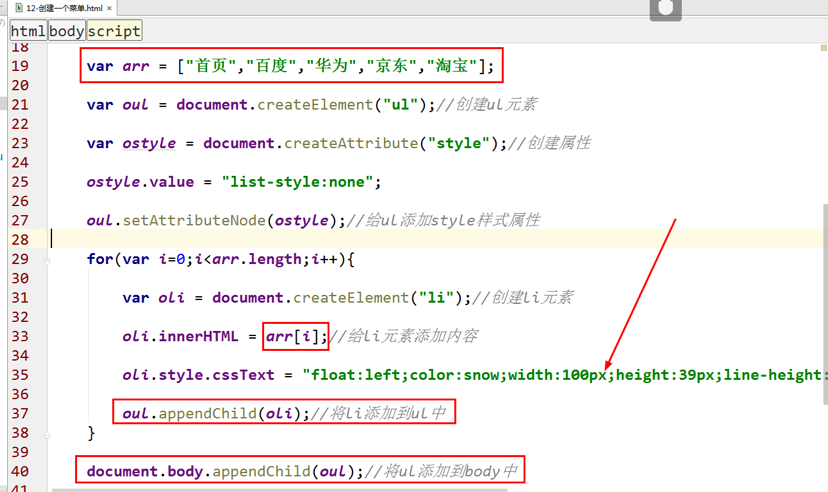 12-创建一个菜单.html ×
html body script
18
19 var arr = ["首页","百度","华为","京东","淘宝"];
20
21 var oul = document.createElement("ul");//创建ul元素
22
23 var ostyle = document.createAttribute("style");//创建属性
24
25 ostyle.value = "list-style:none";
26
27 oul.setAttributeNode(ostyle);//给ul添加style样式属性
28
29 for(var i=0;i<arr.length;i++){
30
31 var oli = document.createElement("li");//创建li元素
32
33 oli.innerHTML = arr[i];//给li元素添加内容
34
35 oli.style.cssText = "float:left;color:snow;width:100px;height:39px;line-height:
36
37 oul.appendChild(oli);//将li添加到ul中
38 }
39
40 document.body.appendChild(oul);//将ul添加到body中
41